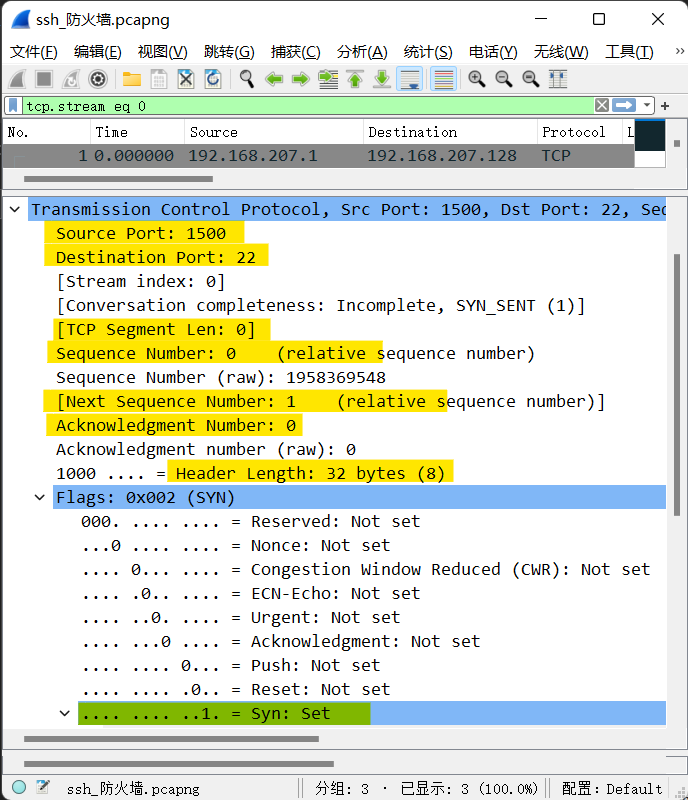 ssh_防火墙.pcapng
文件(F) 编辑(E) 视图(V) 跳转(G) 捕获(C) 分析(A) 统计(S) 电话(Y) 无线(W) 工具(T) »
tcp.stream eq 0
No. Time Source Destination Protocol L
1 0.000000 192.168.207.1 192.168.207.128 TCP
Transmission Control Protocol, Src Port: 1500, Dst Port: 22, Sec
Source Port: 1500
Destination Port: 22
[Stream index: 0]
[Conversation completeness: Incomplete, SYN_SENT (1)]
[TCP Segment Len: 0]
Sequence Number: 0 (relative sequence number)
Sequence Number (raw): 1958369548
[Next Sequence Number: 1 (relative sequence number)]
Acknowledgment Number: 0
Acknowledgment number (raw): 0
1000 .... = Header Length: 32 bytes (8)
Flags: 0x002 (SYN)
000. .... .... = Reserved: Not set
...0 .... .... = Nonce: Not set
.... 0... .... = Congestion Window Reduced (CWR): Not set
.... .0.. .... = ECN-Echo: Not set
.... ..0. .... = Urgent: Not set
.... ...0 .... = Acknowledgment: Not set
.... .... 0... = Push: Not set
.... .... .0.. = Reset: Not set
.... .... ..1. = Syn: Set
ssh_防火墙.pcapng 分组: 3 · 已显示: 3 (100.0%) 配置: Default